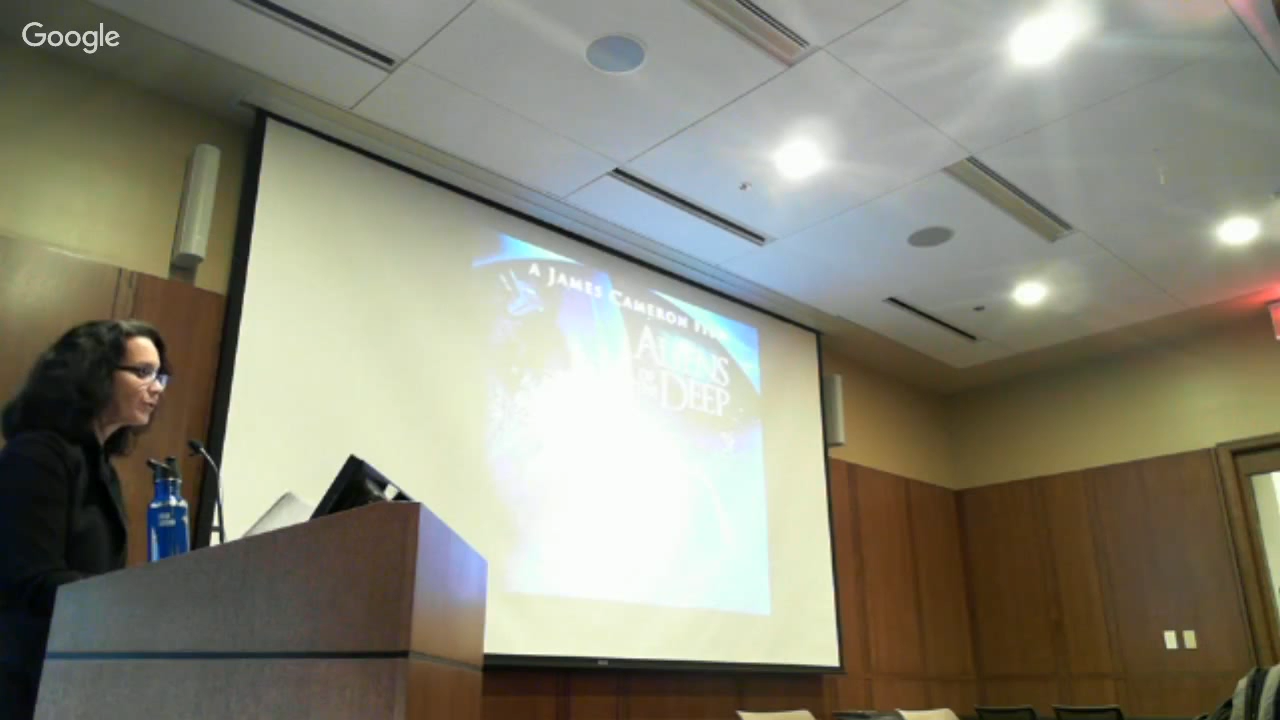 Google
A JAMES CAMERON FILM
ALIENS
OF THE
DEEP